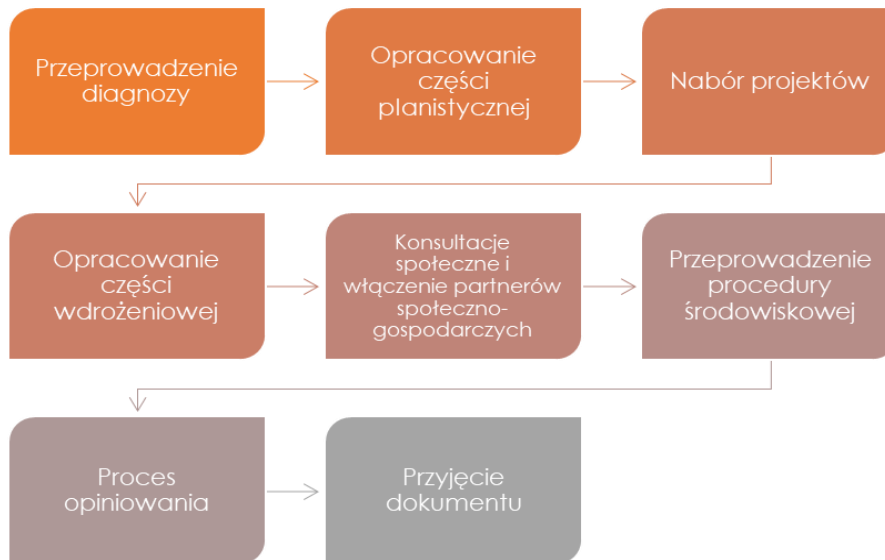 Przeprowadzenie
diagnozy
Opracowanie
części
planistycznej
Nabór projektów
Opracowanie
części
wdrożeniowej
Konsultacje
społeczne i
włączenie partnerów
społeczno-
gospodarczych
Przeprowadzenie
procedury
środowiskowej
Proces
opiniowania
Przyjęcie
dokumentu